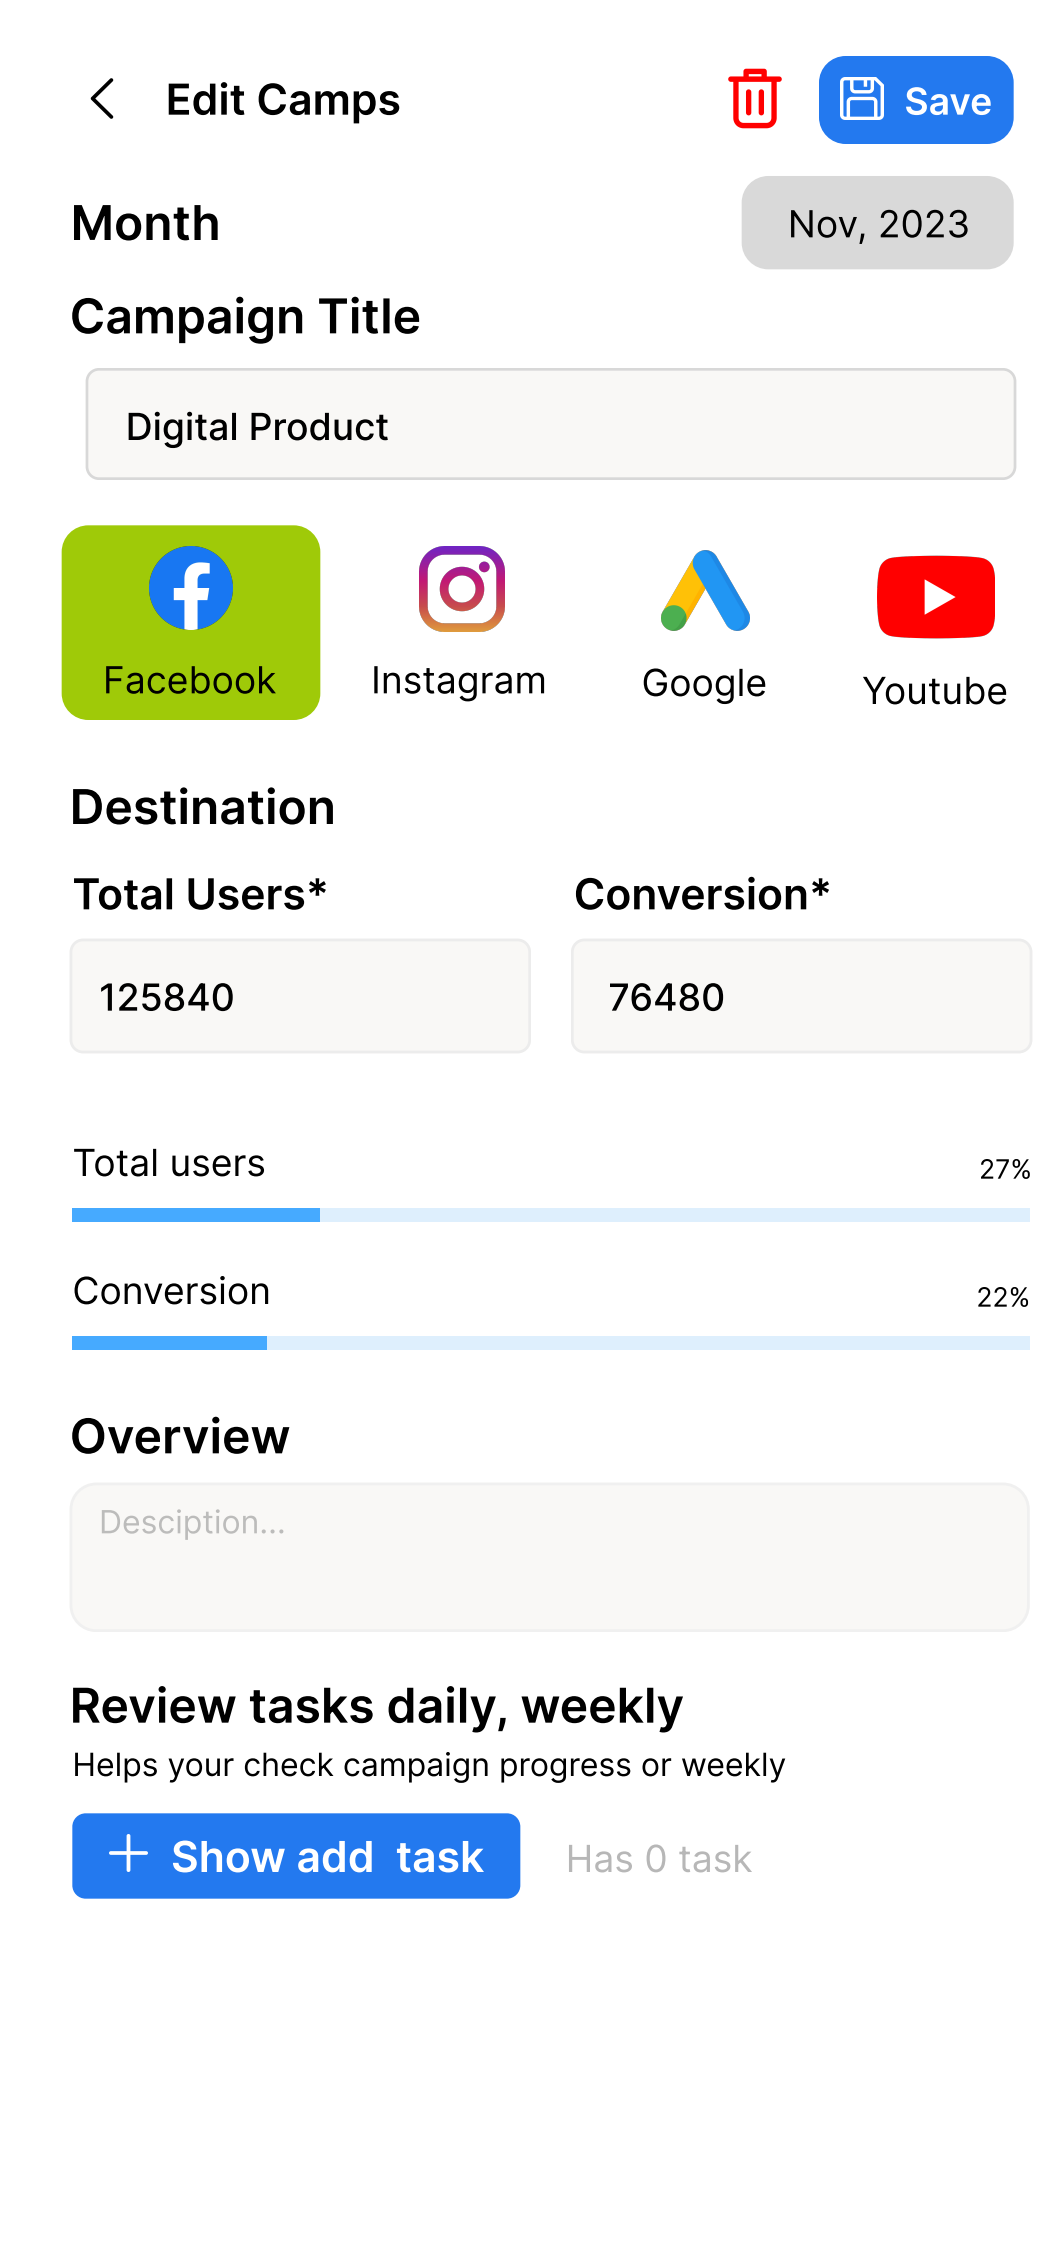 Edit Camps
Save
Month
Nov, 2023
Campaign Title
Digital Product
Facebook
Instagram
Google
Youtube
Destination
Total Users*
Conversion*
125840
76480
Total users
27%
Conversion
22%
Overview
Desciption...
Review tasks daily, weekly
Helps your check campaign progress or weekly
Show add  task
Has 0 task